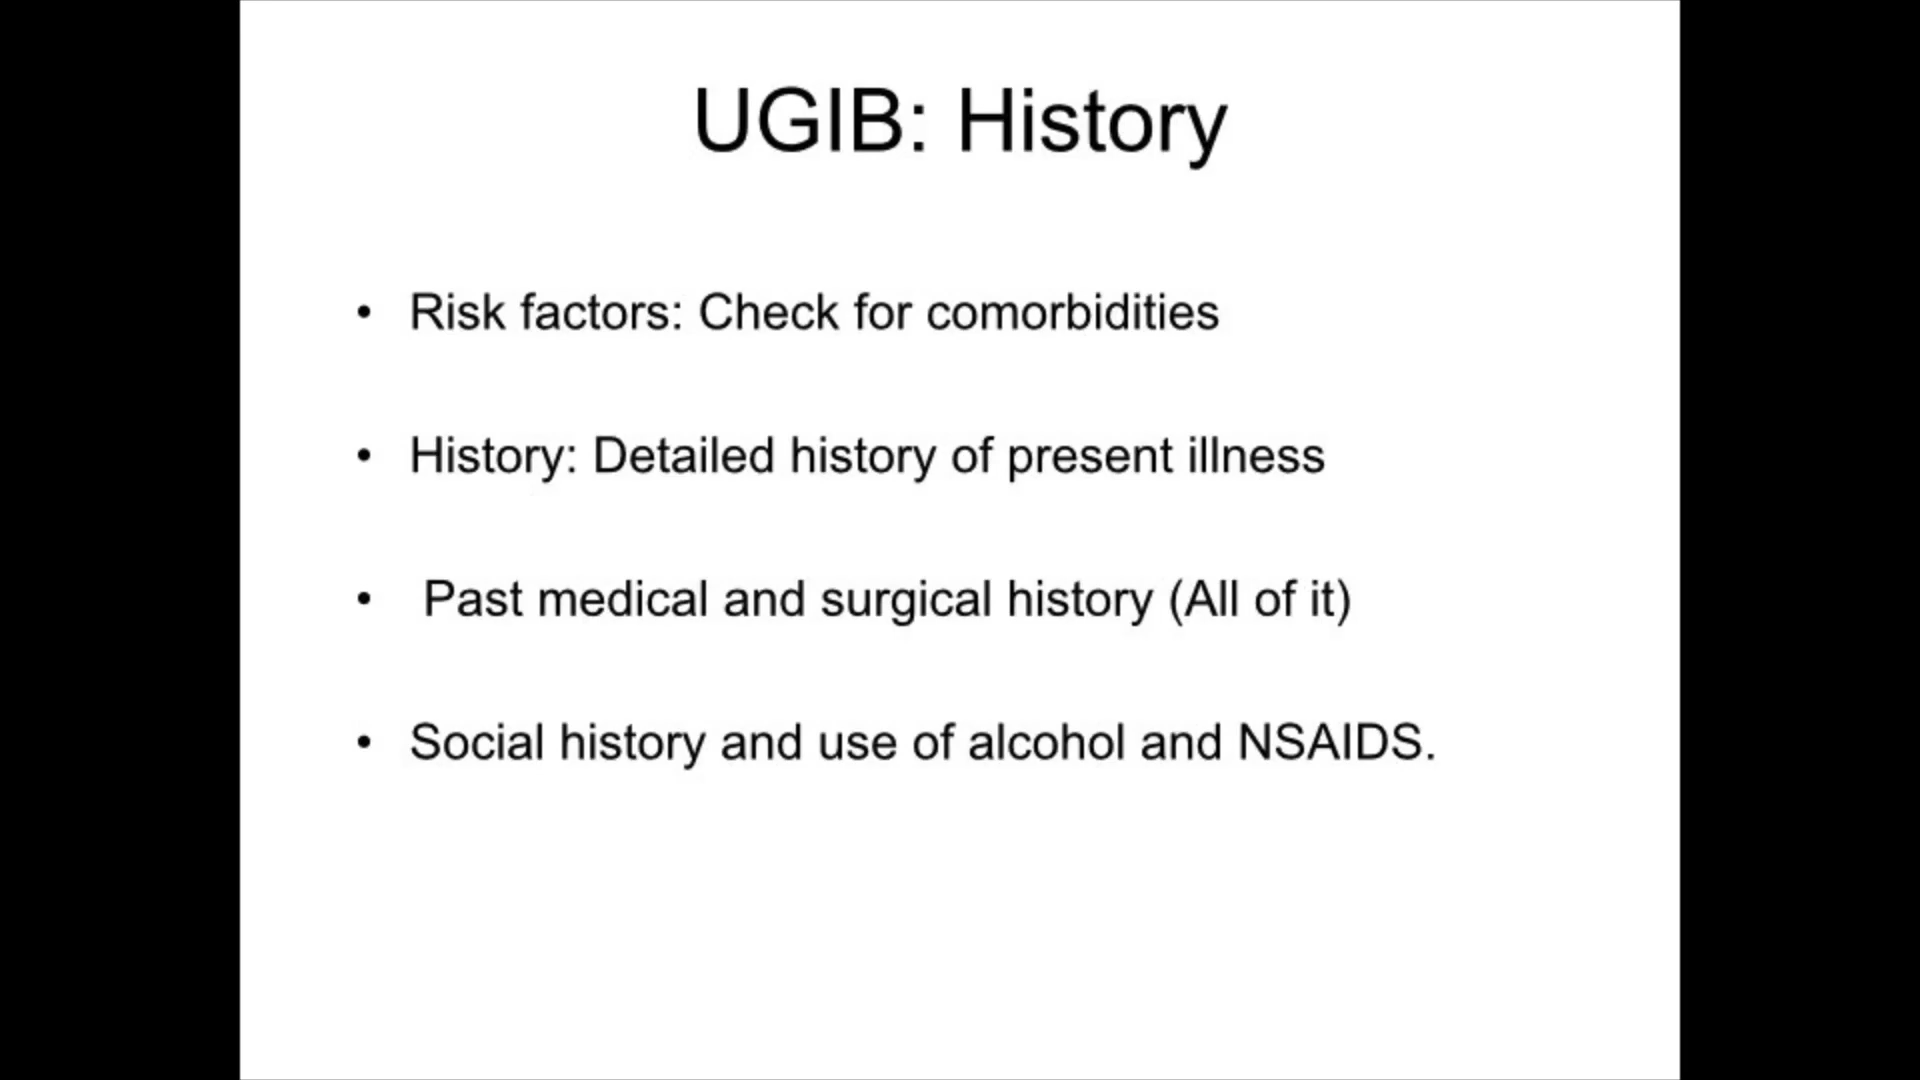 UGIB: History
• Risk factors: Check for comorbidities
• History: Detailed history of present illness
• Past medical and surgical history (All of it)
• Social history and use of alcohol and NSAIDS.